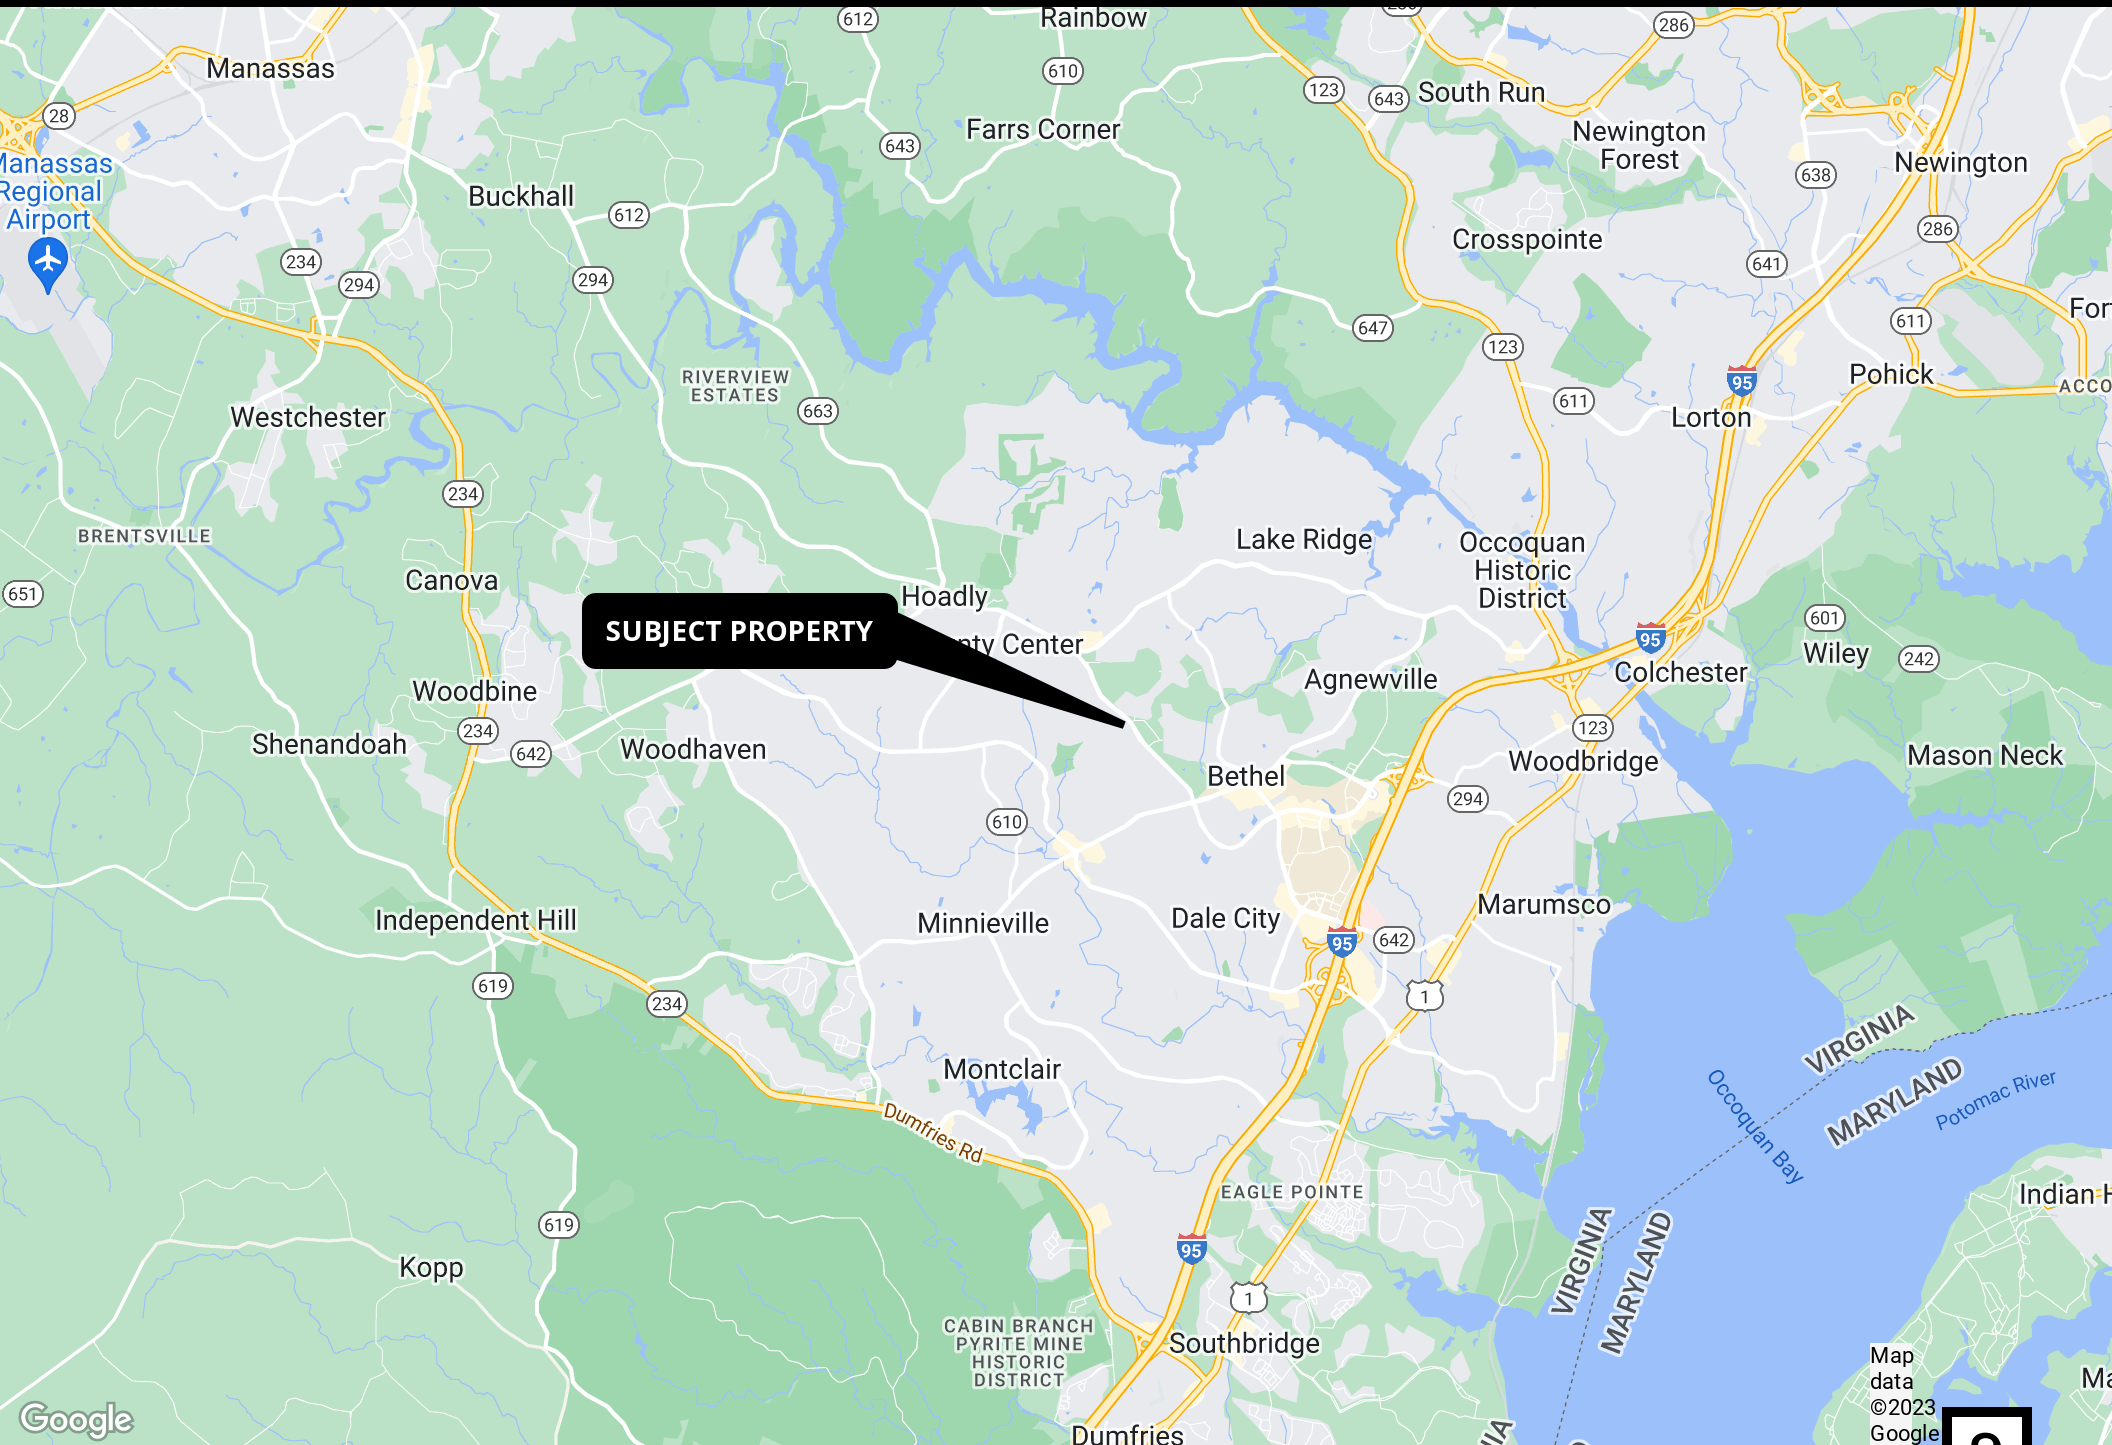 Rainbow
612
286
Manassas
610
123
643
South Run
28
Farrs Corner
Newington
Forest
643
Newington
Manassas
Regional
Airport
638
Buckhall
612
286
Crosspointe
234
294
294
641
647
611
123
RIVERVIEW
ESTATES
95
Pohick
663
611
Westchester
Lorton
234
BRENTSVILLE
Lake Ridge
Occoquan
Historic
District
Canova
651
Hoadly
SUBJECT PROPERTY
nty Center
601
95
Wiley
242
Colchester
Agnewville
Woodbine
234
123
Shenandoah
642
Woodhaven
Woodbridge
Mason Neck
Bethel
294
610
Marumsco
Independent Hill
Minnieville
Dale City
95
642
619
234
1
VIRGINIA
MARYLAND
Potomac River
Occoquan Bay
Montclair
Dumfries Rd
EAGLE POINTE
Indian H
619
VIRGINIA
MARYLAND
95
Kopp
1
CABIN BRANCH
PYRITE MINE
HISTORIC
DISTRICT
Southbridge
Map
data
©2023
Google
Google
Dumfries